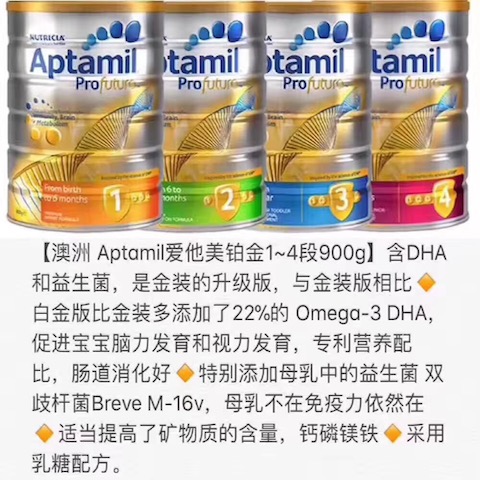 NUTRICIA
Aptamil
Profutura
Immunity, Brain
Metabolism
From birth
to 6 months
1
tamil
Profutura
6 to
months
2
tamil
Profutura
3
tamil
Profutura
4
【澳洲 Aptamil爱他美铂金1~4段900g】含DHA
和益生菌，是金装的升级版，与金装版相比🔸
白金版比金装多添加了22%的 Omega-3 DHA，
促进宝宝脑力发育和视力发育，专利营养配
比，肠道消化好🔸特别添加母乳中的益生菌 双
歧杆菌Breve M-16v，母乳不在免疫力依然在
🔸适当提高了矿物质的含量，钙磷镁铁🔸采用
乳糖配方。